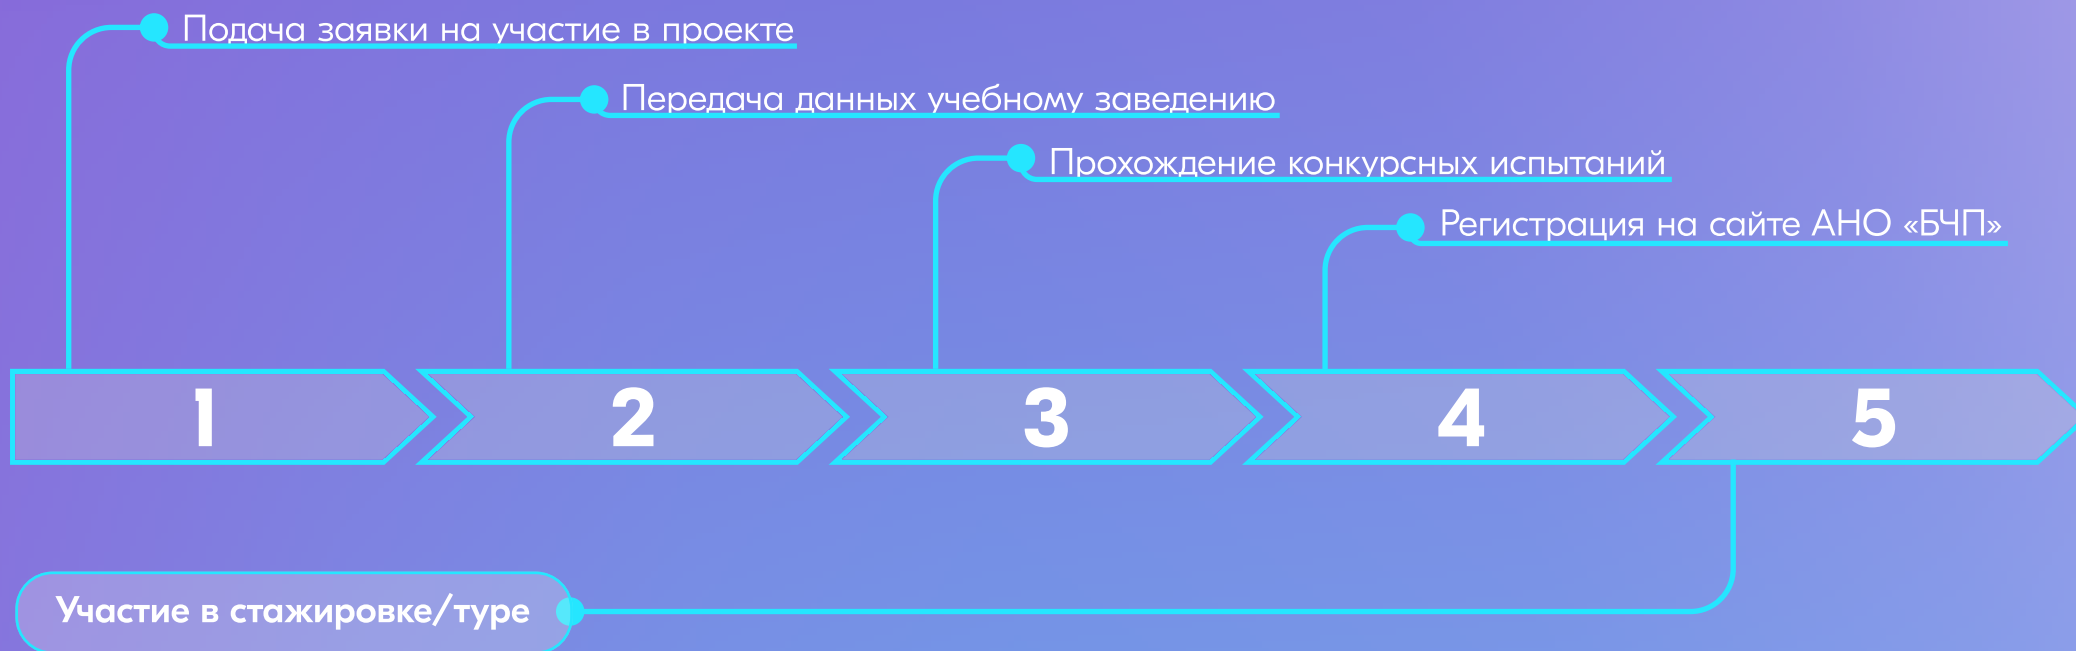 Подача заявки на участие в проекте
Передача данных учебному заведению
Прохождение конкурсных испытаний
Регистрация на сайте АНО «БЧП»
1
2
3
4
5
Участие в стажировке/туре